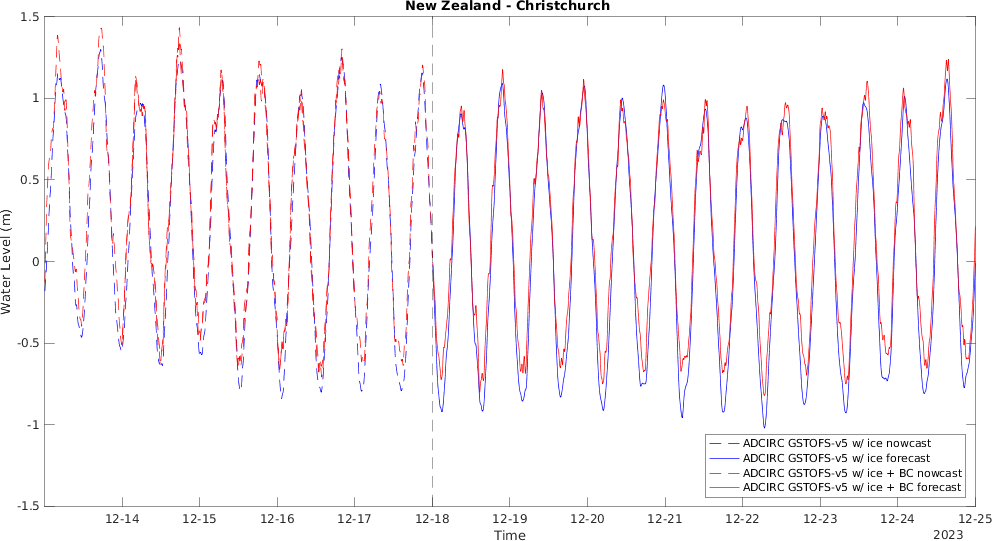 New Zealand - Christchurch
Water Level (m)
1.5
1
0.5
0
-0.5
-1
-1.5
ADCIRC GSTOFS-v5 w/ ice nowcast
ADCIRC GSTOFS-v5 w/ ice forecast
ADCIRC GSTOFS-v5 w/ ice + BC nowcast
ADCIRC GSTOFS-v5 w/ ice + BC forecast
12-14 12-15 12-16 12-17 12-18 12-19 12-20 12-21 12-22 12-23 12-24 12-25
Time
2023